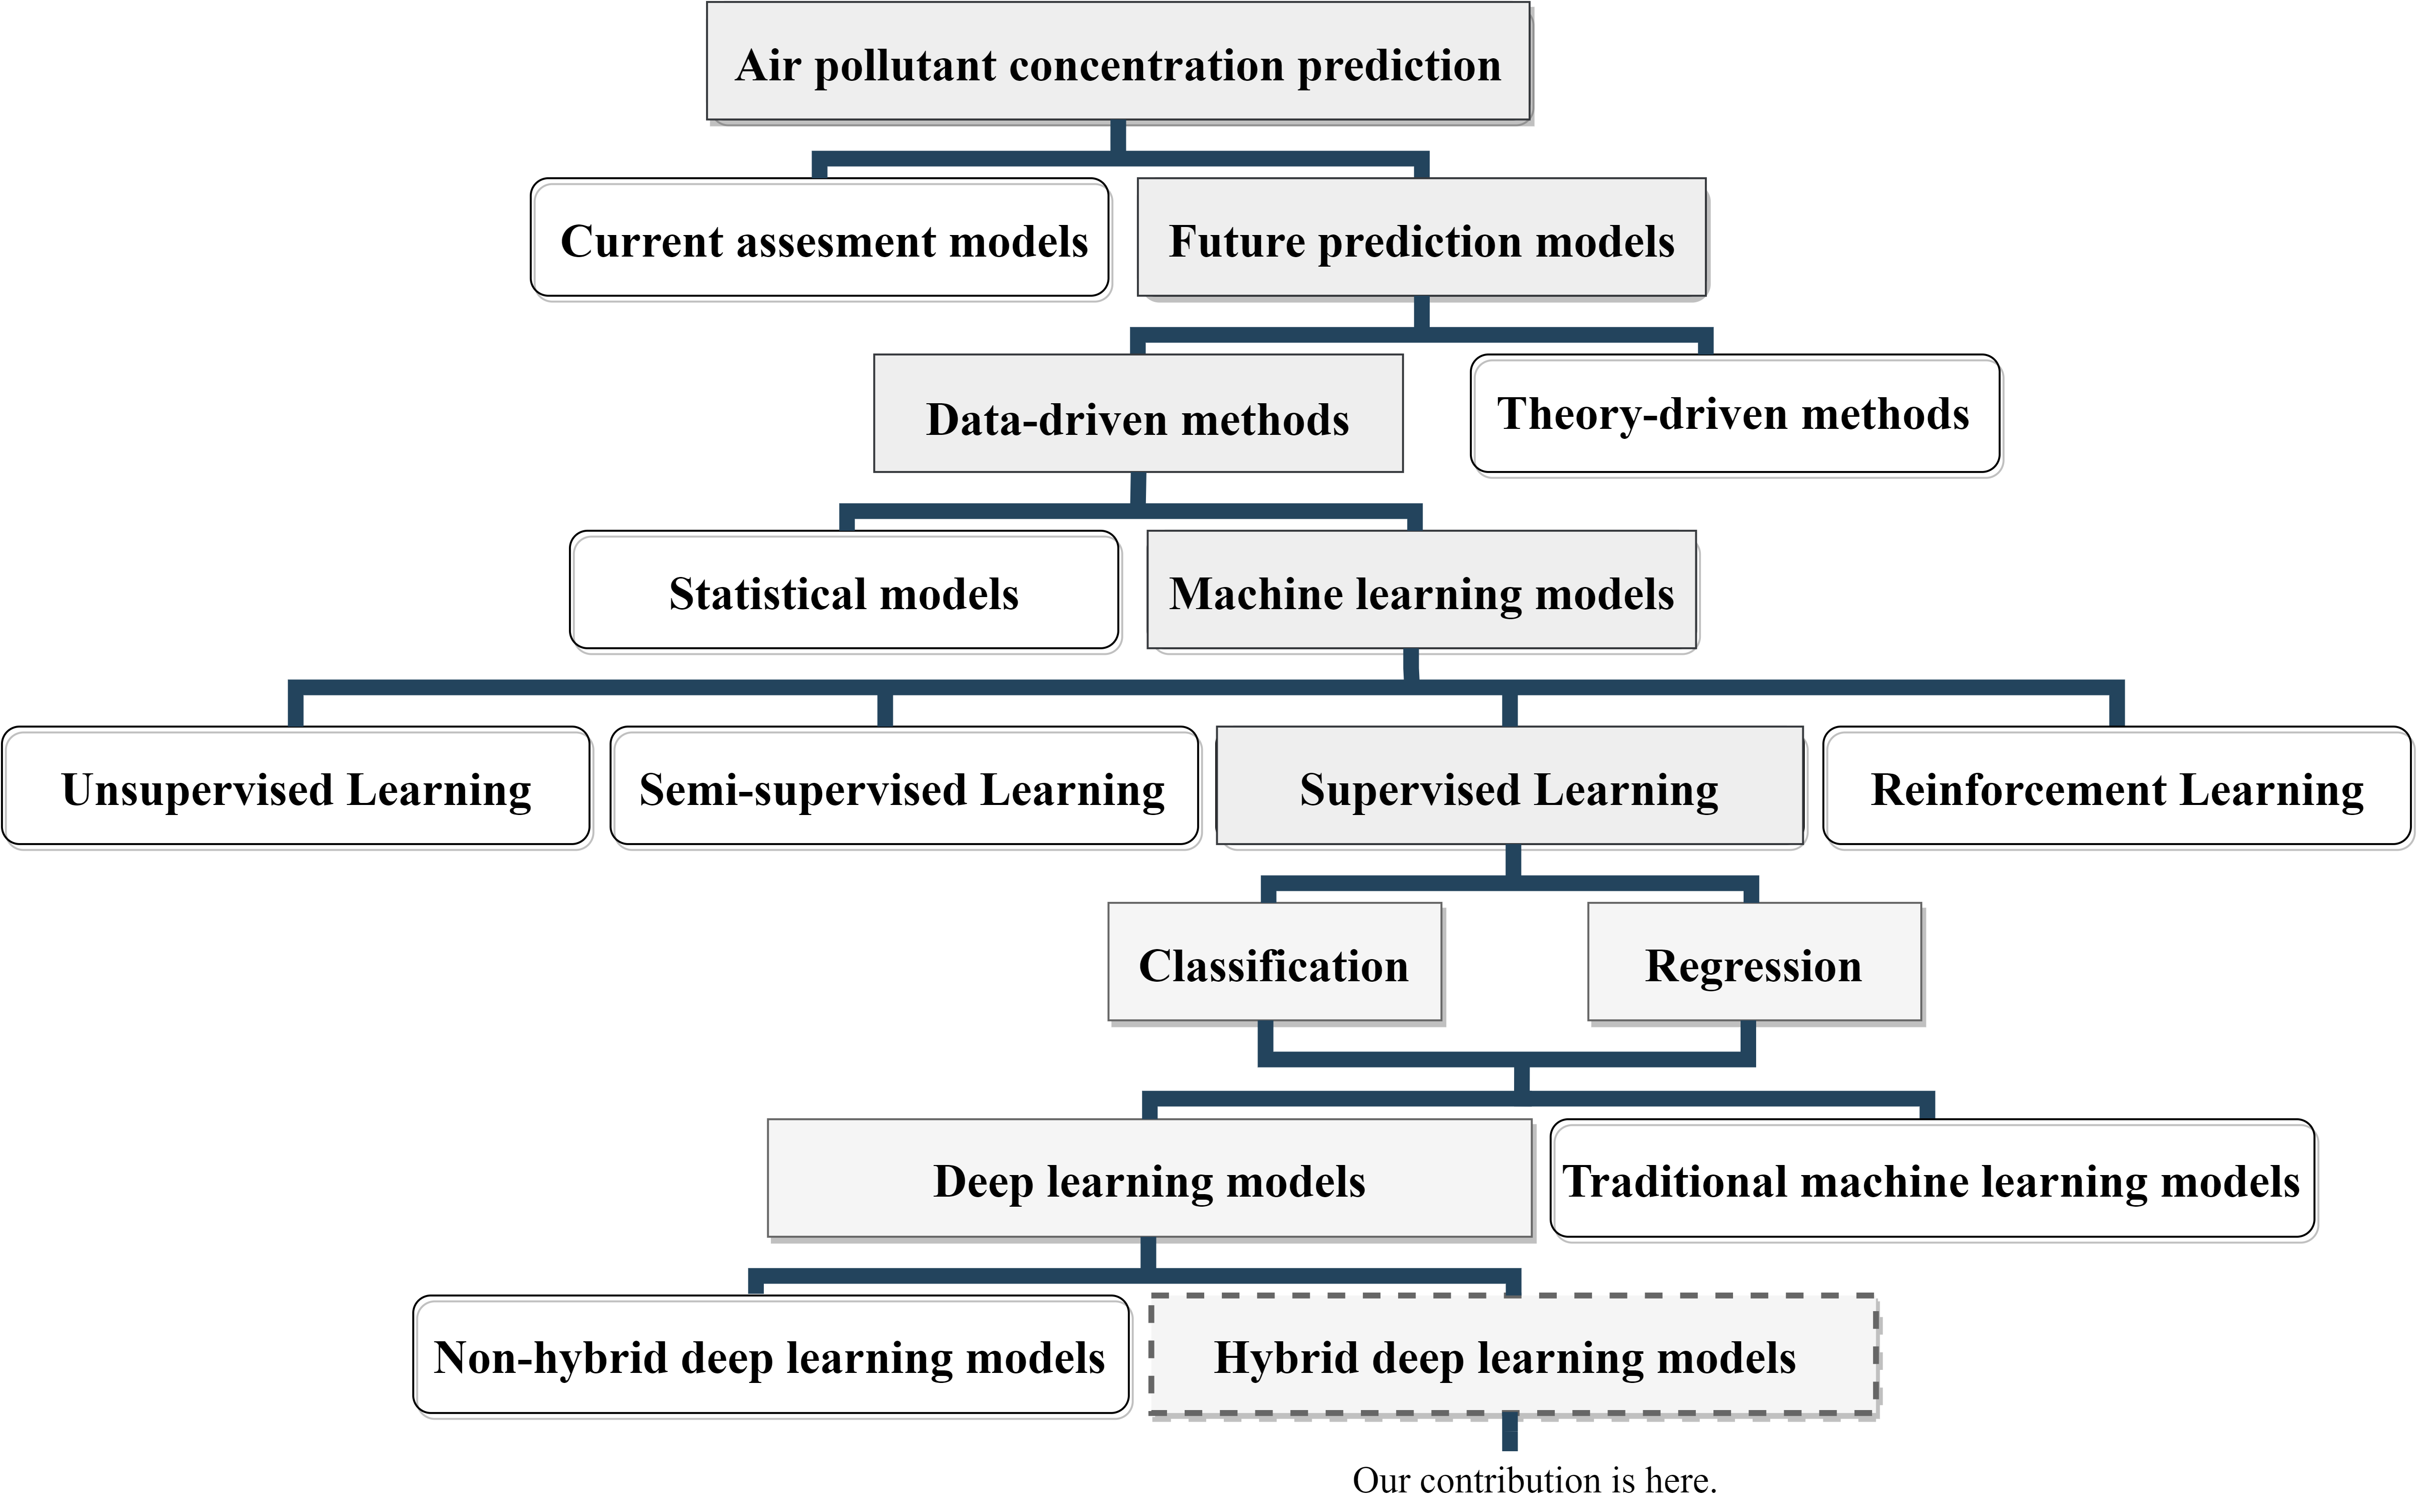 Air pollutant concentration prediction
Current assesment models
Future prediction models
Data-driven methods
Theory-driven methods
Statistical models
Machine learning models
Unsupervised Learning
Semi-supervised Learning
Supervised Learning
Reinforcement Learning
Classification
Regression
Deep learning models
Traditional machine learning models
Non-hybrid deep learning models
Hybrid deep learning models
Our contribution is here.